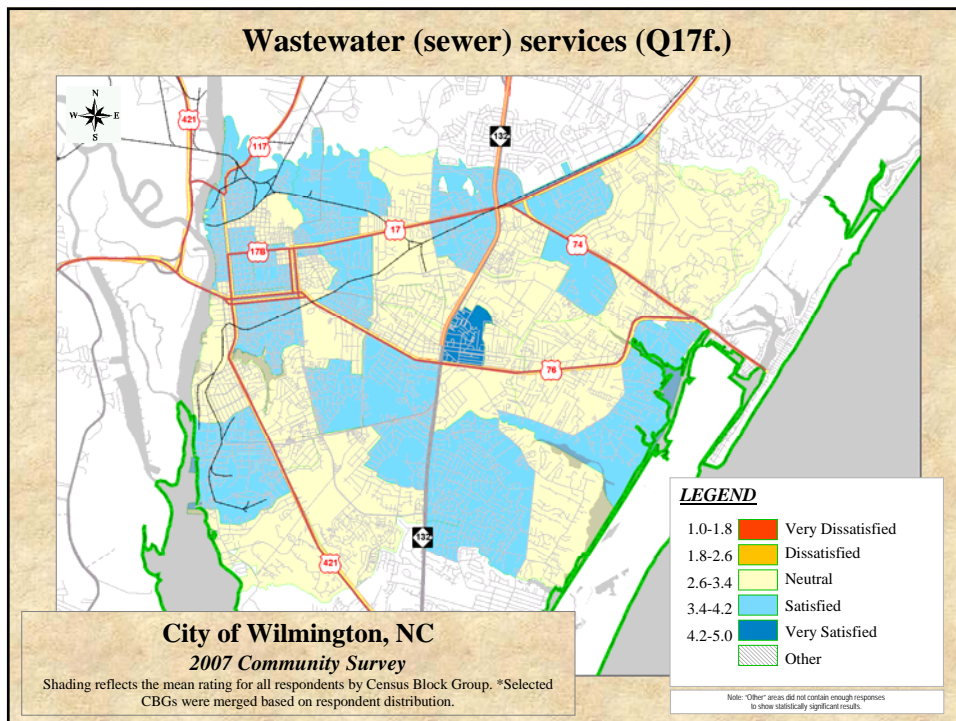 Wastewater (sewer) services (Q17f.)
N
W E
S
421
117
132
17
17B
74
76
132
421
LEGEND
1.0-1.8 Very Dissatisfied
1.8-2.6 Dissatisfied
2.6-3.4 Neutral
3.4-4.2 Satisfied
4.2-5.0 Very Satisfied
Other
City of Wilmington, NC
2007 Community Survey
Shading reflects the mean rating for all respondents by Census Block Group. *Selected
CBGs were merged based on respondent distribution.
Note: "Other" areas did not contain enough responses
to show statistically significant results.